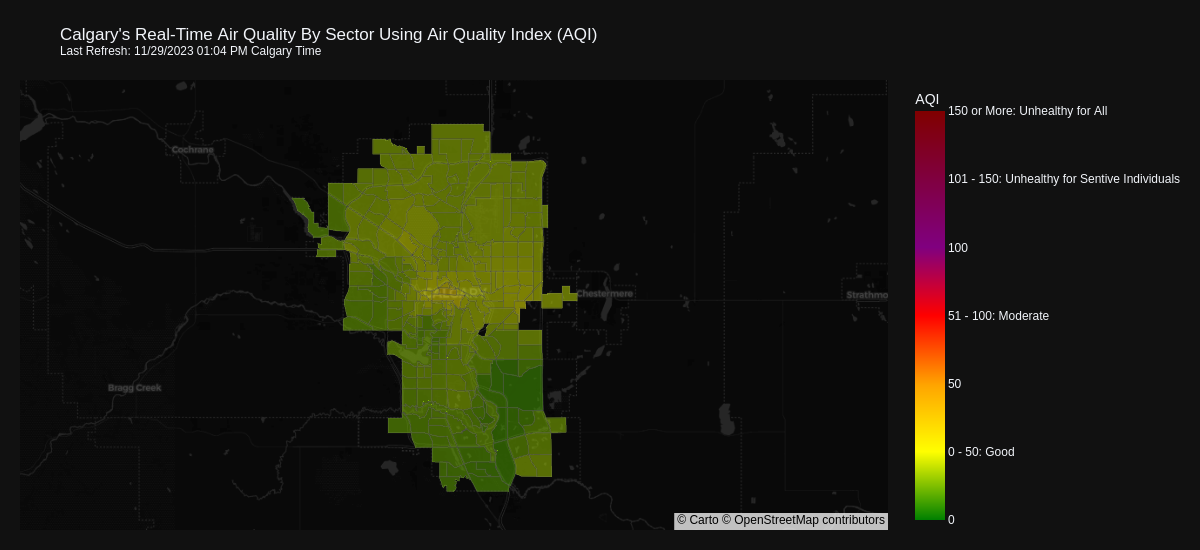 Calgary's Real-Time Air Quality By Sector Using Air Quality Index (AQI)
Last Refresh: 11/29/2023 01:04 PM Calgary Time
AQI
150 or More: Unhealthy for All
Cochrane
101 - 150: Unhealthy for Sentive Individuals
100
Chestermere
Strathmo
51 - 100: Moderate
50
Bragg Creek
0 - 50: Good
0
© Carto © OpenStreetMap contributors